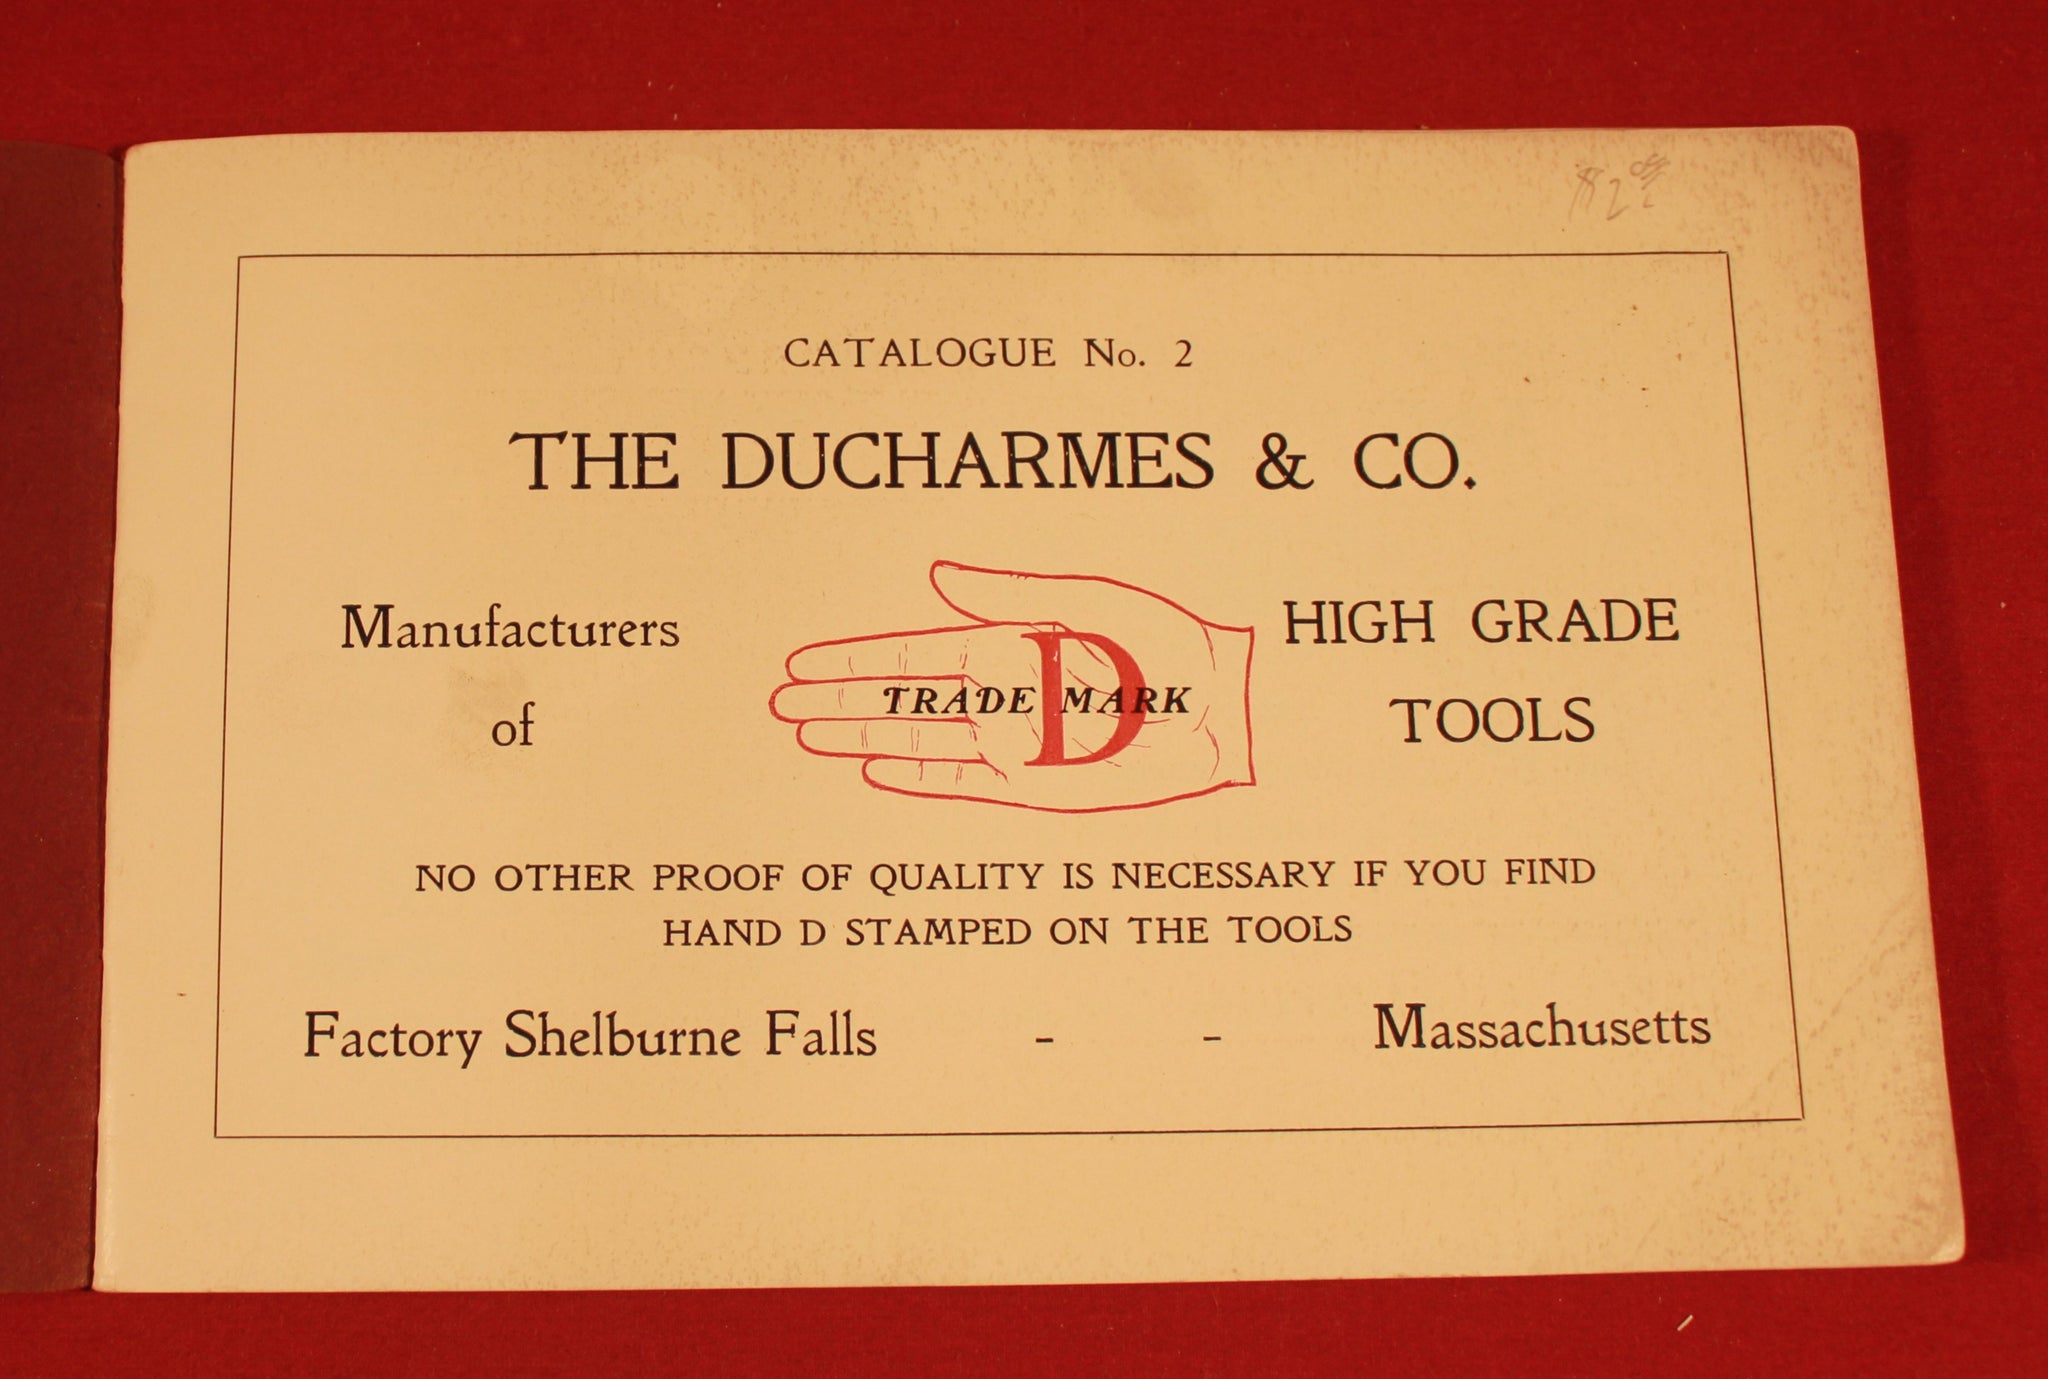 CATALOGUE No. 2
THE DUCHARMES & CO.
Manufacturers
of
D
TRADE MARK
HIGH GRADE
TOOLS
NO OTHER PROOF OF QUALITY IS NECESSARY IF YOU FIND
HAND D STAMPED ON THE TOOLS
Factory Shelburne Falls - - Massachusetts